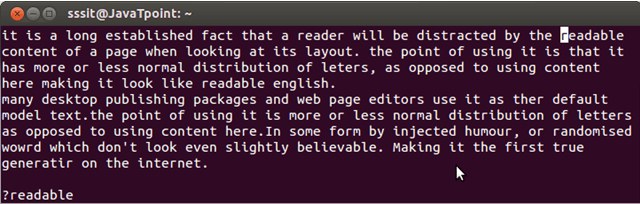 sssit@JavaTpoint: ~
it is a long established fact that a reader will be distracted by the readable
content of a page when looking at its layout. the point of using it is that it
has more or less normal distribution of leters, as opposed to using content
here making it look like readable english.
many desktop publishing packages and web page editors use it as ther default
model text.the point of using it is more or less normal distribution of letters
as opposed to using content here.In some form by injected humour, or randomised
wowrd which don't look even slightly believable. Making it the first true
generatir on the internet.
?readable